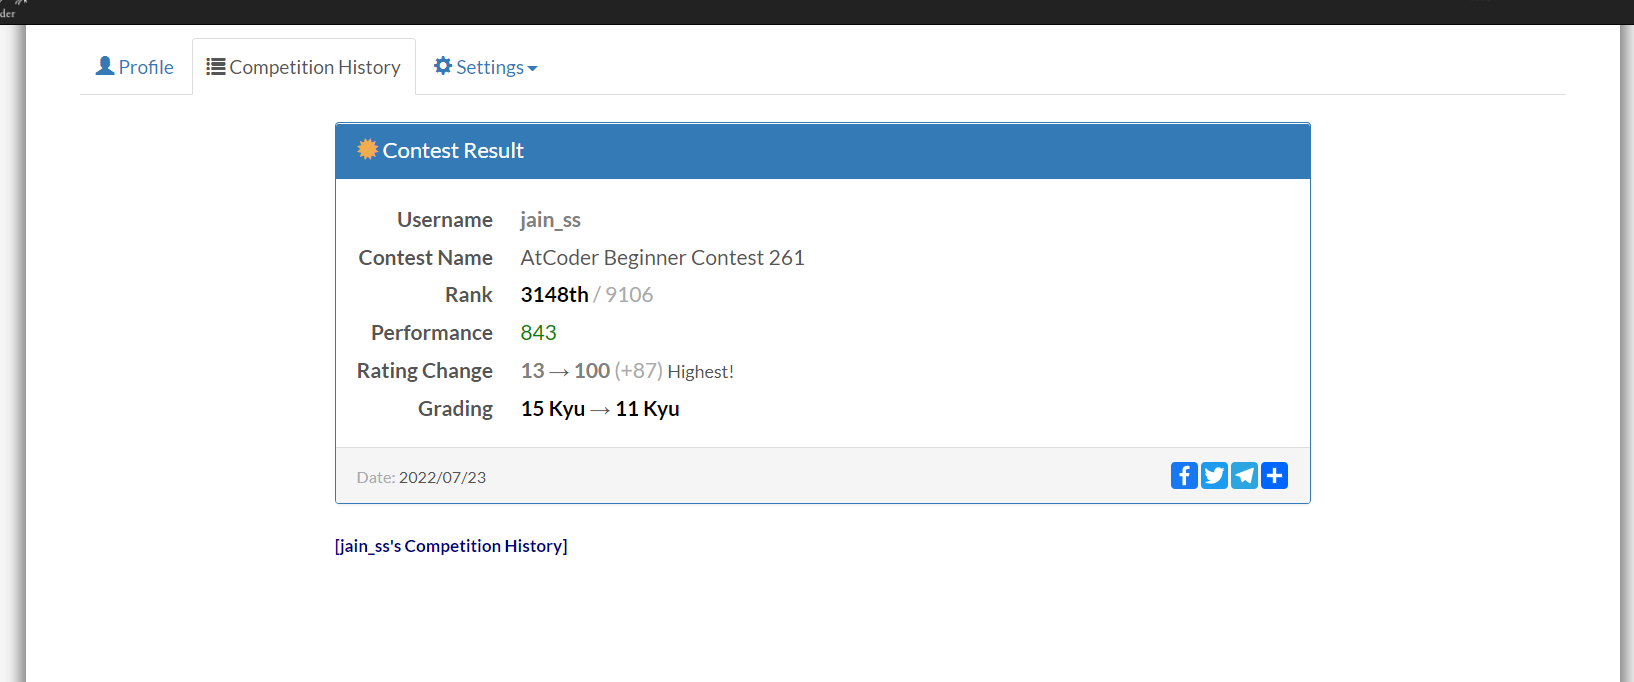 der
Profile Competition History Settings
Contest Result
Username jain_ss
Contest Name AtCoder Beginner Contest 261
Rank 3148th / 9106
Performance 843
Rating Change 13 → 100 (+87) Highest!
Grading 15 Kyu → 11 Kyu
Date: 2022/07/23
[jain_ss's Competition History]